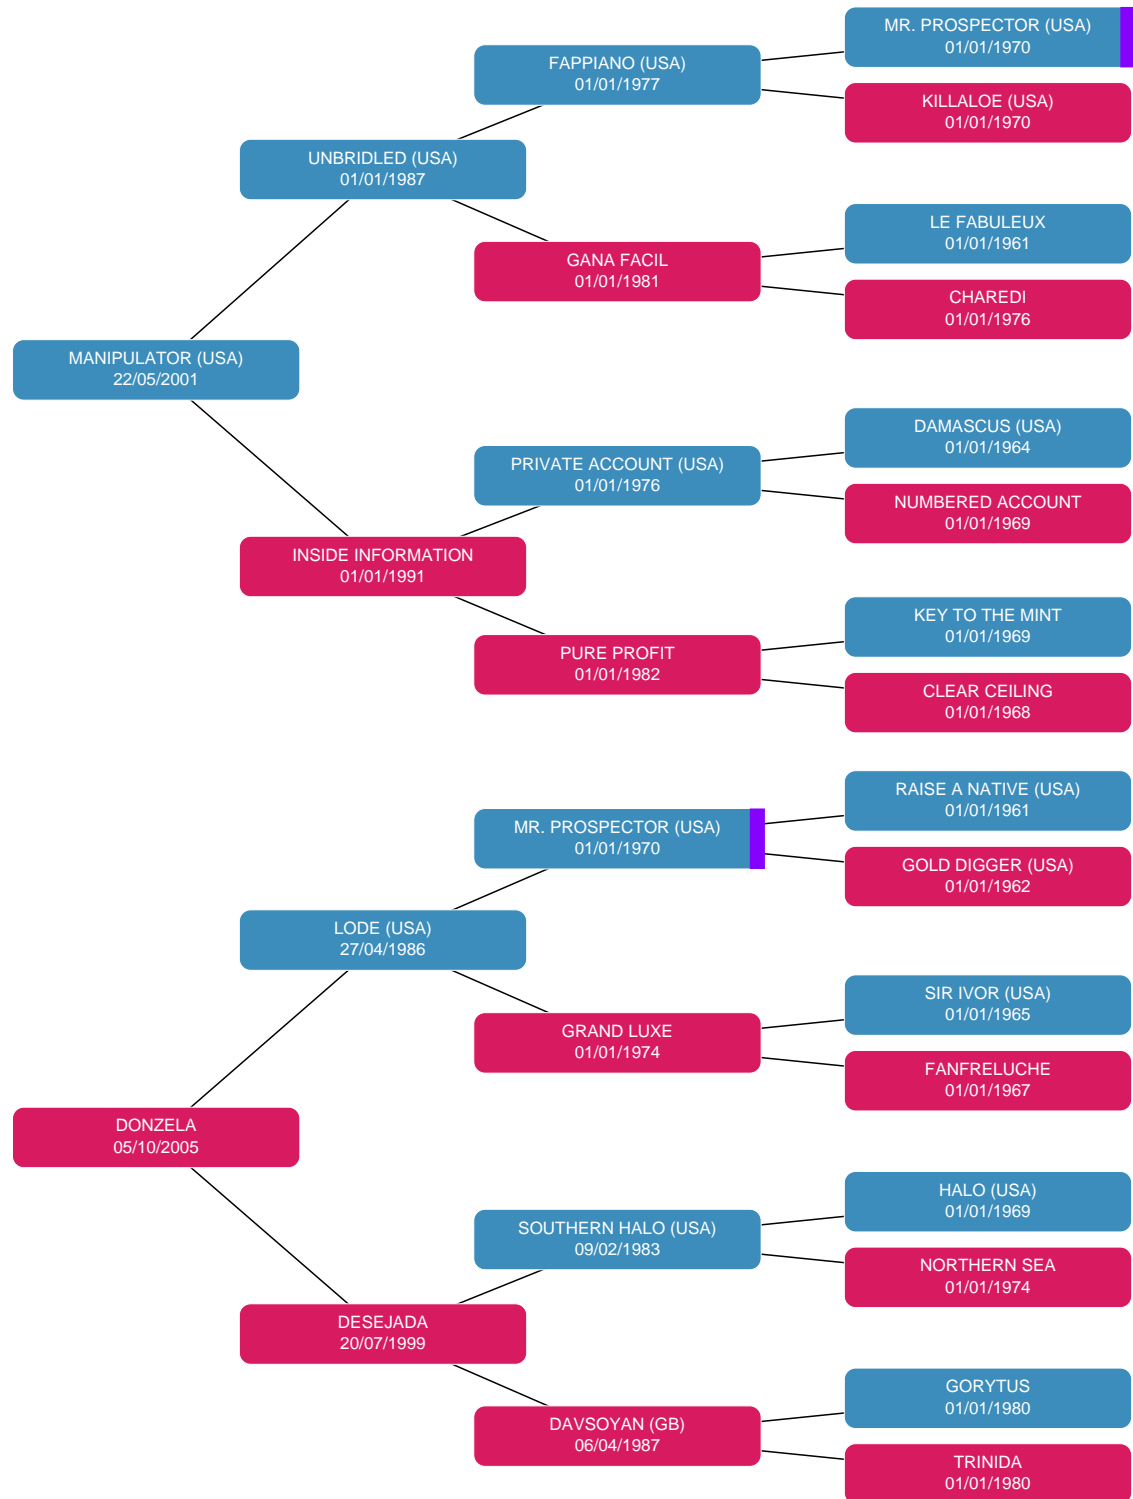 MR. PROSPECTOR (USA)
01/01/1970
FAPPIANO (USA)
01/01/1977
KILLALOE (USA)
01/01/1970
UNBRIDLED (USA)
01/01/1987
LE FABULEUX
01/01/1961
GANA FACIL
01/01/1981
CHAREDI
01/01/1976
MANIPULATOR (USA)
22/05/2001
DAMASCUS (USA)
01/01/1964
PRIVATE ACCOUNT (USA)
01/01/1976
NUMBERED ACCOUNT
01/01/1969
INSIDE INFORMATION
01/01/1991
KEY TO THE MINT
01/01/1969
PURE PROFIT
01/01/1982
CLEAR CEILING
01/01/1968
RAISE A NATIVE (USA)
01/01/1961
MR. PROSPECTOR (USA)
01/01/1970
GOLD DIGGER (USA)
01/01/1962
LODE (USA)
27/04/1986
SIR IVOR (USA)
01/01/1965
GRAND LUXE
01/01/1974
FANFRELUCHE
01/01/1967
DONZELA
05/10/2005
HALO (USA)
01/01/1969
SOUTHERN HALO (USA)
09/02/1983
NORTHERN SEA
01/01/1974
DESEJADA
20/07/1999
GORYTUS
01/01/1980
DAVSOYAN (GB)
06/04/1987
TRINIDA
01/01/1980